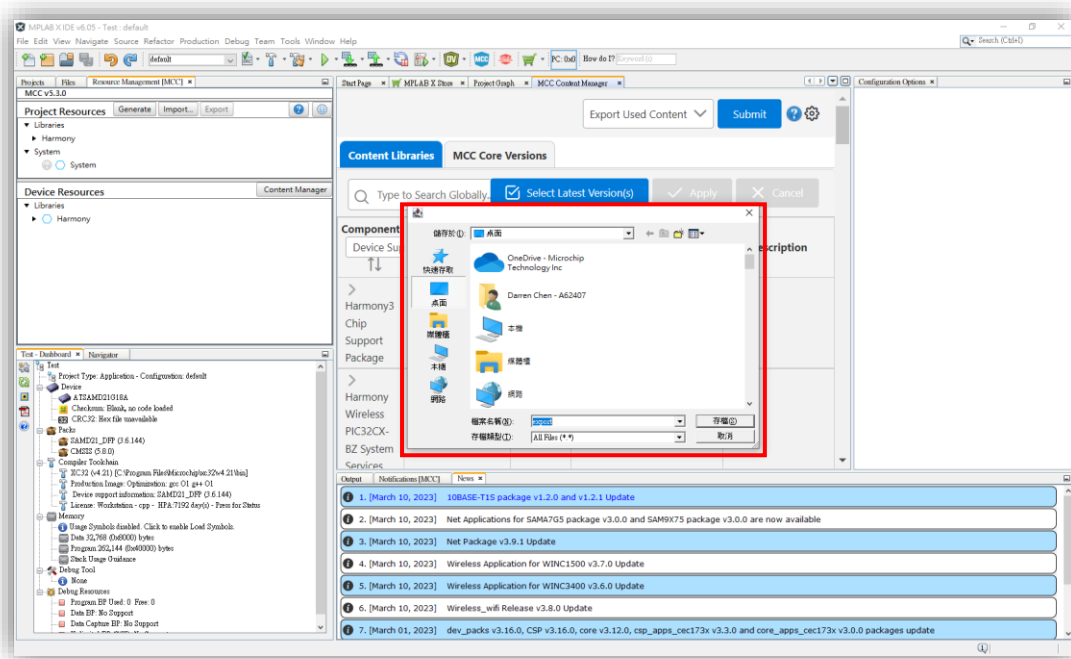 MPLAB X IDE v6.05 - Test : default
File Edit View Navigate Source Refactor Production Debug Team Tools Window Help
Search (Ctrl+I)
default
PC: 0x0
How do I?
Keyword(s)
Projects Files Resource Management [MCC]
MCC v5.3.0
Project Resources Generate Import... Export
Libraries
Harmony
System
System
Device Resources
Content Manager
Libraries
Harmony
Start Page MPLAB X Store Project Graph MCC Content Manager
Export Used Content Submit
Content Libraries MCC Core Versions
Type to Search Globally. Select Latest Version(s) Apply Cancel
Component
Device Su
scription
Harmony3
Chip
Support
Package
Harmony
Wireless
PIC32CX-
BZ System
Services
儲存於(I): 桌面
快速存取
桌面
媒體櫃
本機
網路
OneDrive - Microchip
Technology Inc
Darren Chen - A62407
本機
媒體櫃
網路
檔案名稱(N): export 存檔(S)
存檔類型(T): All Files (*.*) 取消
Configuration Options
Test - Dashboard Navigator
Test
Project Type: Application - Configuration: default
Device
ATSAMD21G18A
Checksum: Blank, no code loaded
CRC32: Hex file unavailable
Packs
SAMD21_DFP (3.6.144)
CMSIS (5.8.0)
Compiler Toolchain
XC32 (v4.21) [C:\Program Files\Microchip\xc32\v4.21\bin]
Production Image: Optimization: gcc O1 g++ O1
Device support information: SAMD21_DFP (3.6.144)
License: Workstation - cpp - HPA:7192 day(s) - Press for Status
Memory
Usage Symbols disabled. Click to enable Load Symbols.
Data 32,768 (0x8000) bytes
Program 262,144 (0x40000) bytes
Stack Usage Guidance
Debug Tool
None
Debug Resources
Program BP Used: 0 Free: 0
Data BP: No Support
Data Capture BP: No Support
Output Notifications [MCC] News
1. [March 10, 2023] 10BASE-T1S package v1.2.0 and v1.2.1 Update
2. [March 10, 2023] Net Applications for SAMA7G5 package v3.0.0 and SAM9X75 package v3.0.0 are now available
3. [March 10, 2023] Net Package v3.9.1 Update
4. [March 10, 2023] Wireless Application for WINC1500 v3.7.0 Update
5. [March 10, 2023] Wireless Application for WINC3400 v3.6.0 Update
6. [March 10, 2023] Wireless_wifi Release v3.8.0 Update
7. [March 01, 2023] dev_packs v3.16.0, CSP v3.16.0, core v3.12.0, csp_apps_cec173x v3.3.0 and core_apps_cec173x v3.0.0 packages update